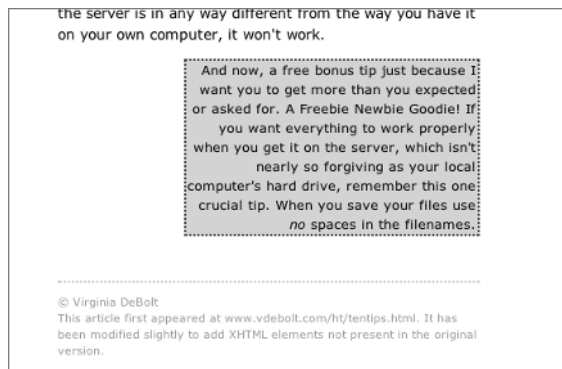 the server is in any way different from the way you have it
on your own computer, it won't work.
And now, a free bonus tip just because I
want you to get more than you expected
or asked for. A Freebie Newbie Goodie! If
you want everything to work properly
when you get it on the server, which isn't
nearly so forgiving as your local
computer's hard drive, remember this one
crucial tip. When you save your files use
no spaces in the filenames.
© Virginia DeBolt
This article first appeared at www.vdebolt.com/ht/tentips.html. It has
been modified slightly to add XHTML elements not present in the original
version.